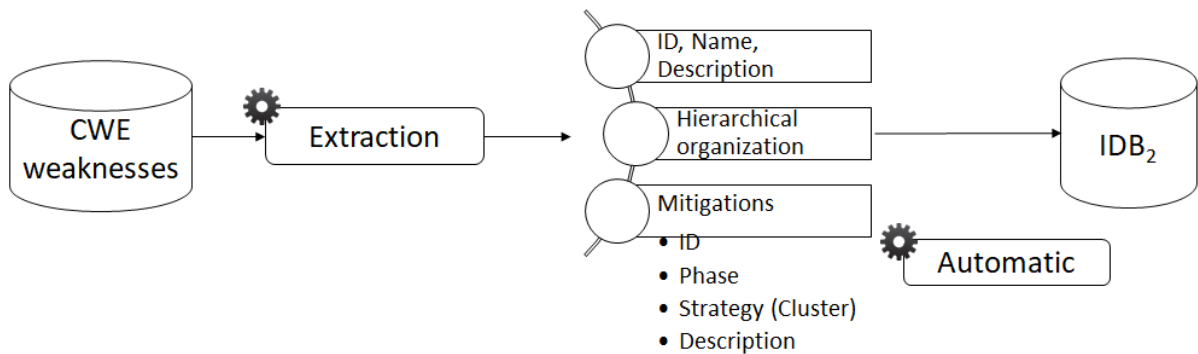 CWE
weaknesses
Extraction
ID, Name,
Description
Hierarchical
organization
Mitigations
• ID
• Phase
• Strategy (Cluster)
• Description
IDB₂
Automatic